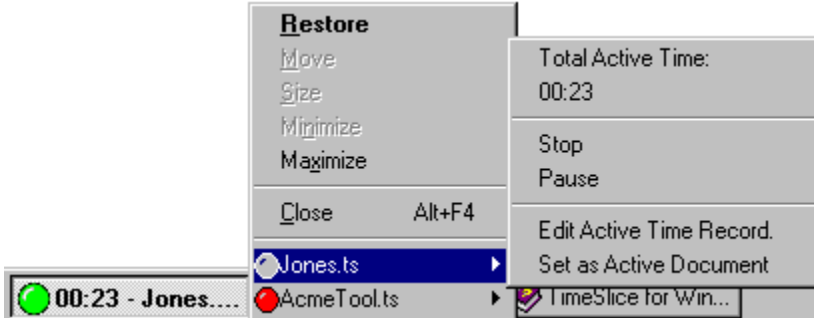 Restore
Move
Size
Minimize
Maximize
Close Alt+F4
Jones.ts
AcmeTool.ts
Total Active Time:
00:23
Stop
Pause
Edit Active Time Record.
Set as Active Document
00:23 - Jones....
TimeSlice for Win...